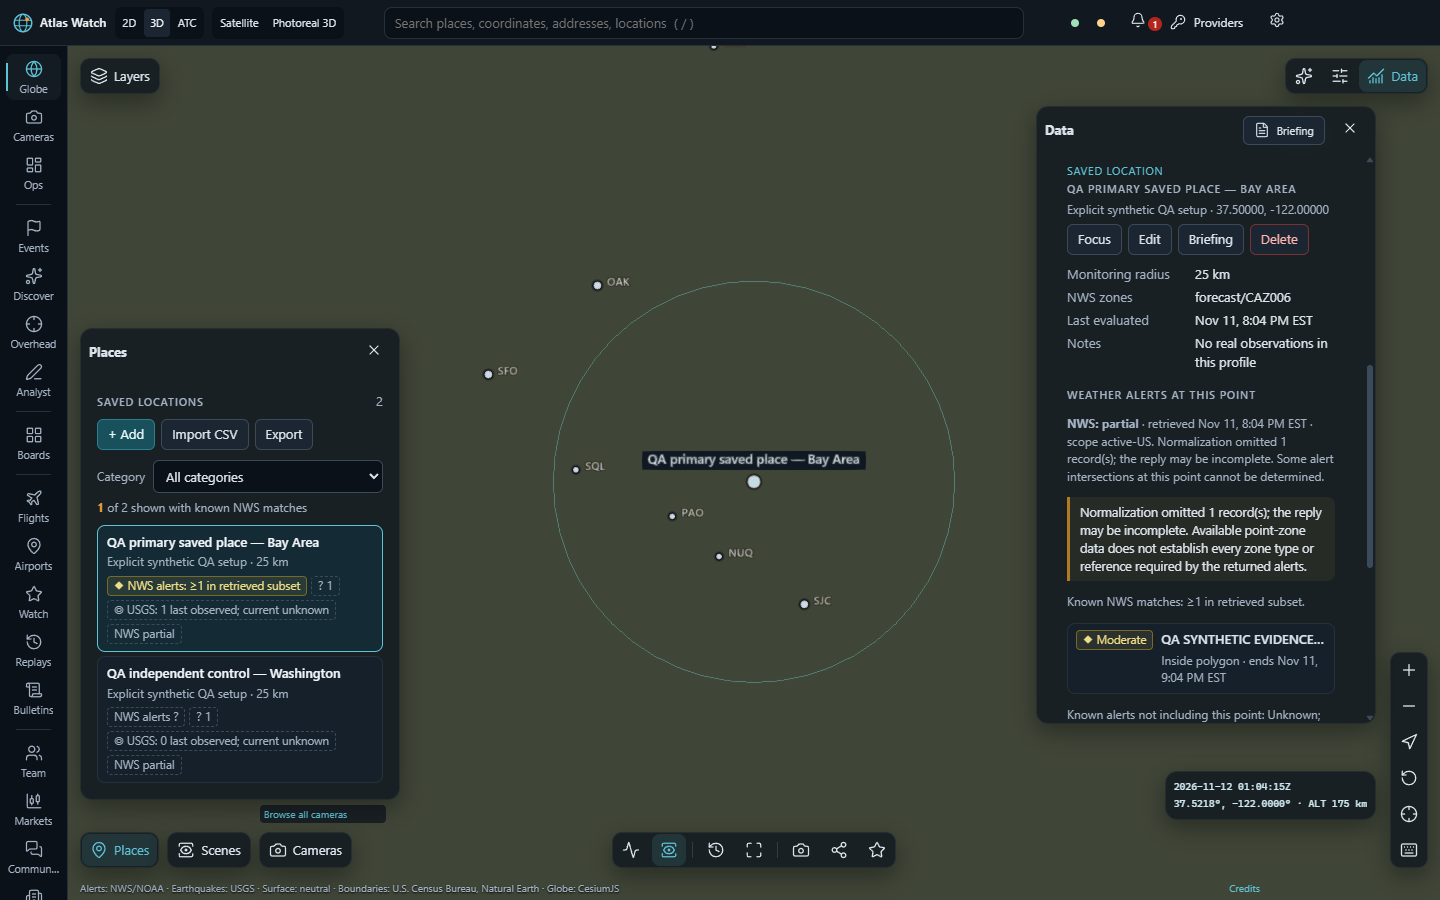 Atlas Watch
2D 3D ATC
Satellite Photoreal 3D
Search places, coordinates, addresses, locations ( / )
1
Providers
Globe
Cameras
Ops
Events
Discover
Overhead
Analyst
Boards
Flights
Airports
Watch
Replays
Bulletins
Team
Markets
Commun...
Layers
Data
OAK
SFO
SQL
QA primary saved place — Bay Area
PAO
NUQ
SJC
Places
SAVED LOCATIONS 2
+ Add Import CSV Export
Category All categories
1 of 2 shown with known NWS matches
QA primary saved place — Bay Area
Explicit synthetic QA setup · 25 km
◆ NWS alerts: ≥1 in retrieved subset ? 1
◎ USGS: 1 last observed; current unknown
NWS partial
QA independent control — Washington
Explicit synthetic QA setup · 25 km
NWS alerts ? ? 1
◎ USGS: 0 last observed; current unknown
NWS partial
Browse all cameras
Places Scenes Cameras
Data
Briefing
SAVED LOCATION
QA PRIMARY SAVED PLACE — BAY AREA
Explicit synthetic QA setup · 37.50000, -122.00000
Focus Edit Briefing Delete
Monitoring radius 25 km
NWS zones forecast/CAZ006
Last evaluated Nov 11, 8:04 PM EST
Notes No real observations in
this profile
WEATHER ALERTS AT THIS POINT
NWS: partial · retrieved Nov 11, 8:04 PM EST ·
scope active-US. Normalization omitted 1
record(s); the reply may be incomplete. Some alert
intersections at this point cannot be determined.
Normalization omitted 1 record(s); the reply
may be incomplete. Available point-zone
data does not establish every zone type or
reference required by the returned alerts.
Known NWS matches: ≥1 in retrieved subset.
◆ Moderate QA SYNTHETIC EVIDENCE...
Inside polygon · ends Nov 11,
9:04 PM EST
Known alerts not including this point: Unknown;
2026-11-12 01:04:15Z
37.5218°, -122.0000° · ALT 175 km
Alerts: NWS/NOAA · Earthquakes: USGS · Surface: neutral · Boundaries: U.S. Census Bureau, Natural Earth · Globe: CesiumJS
Credits